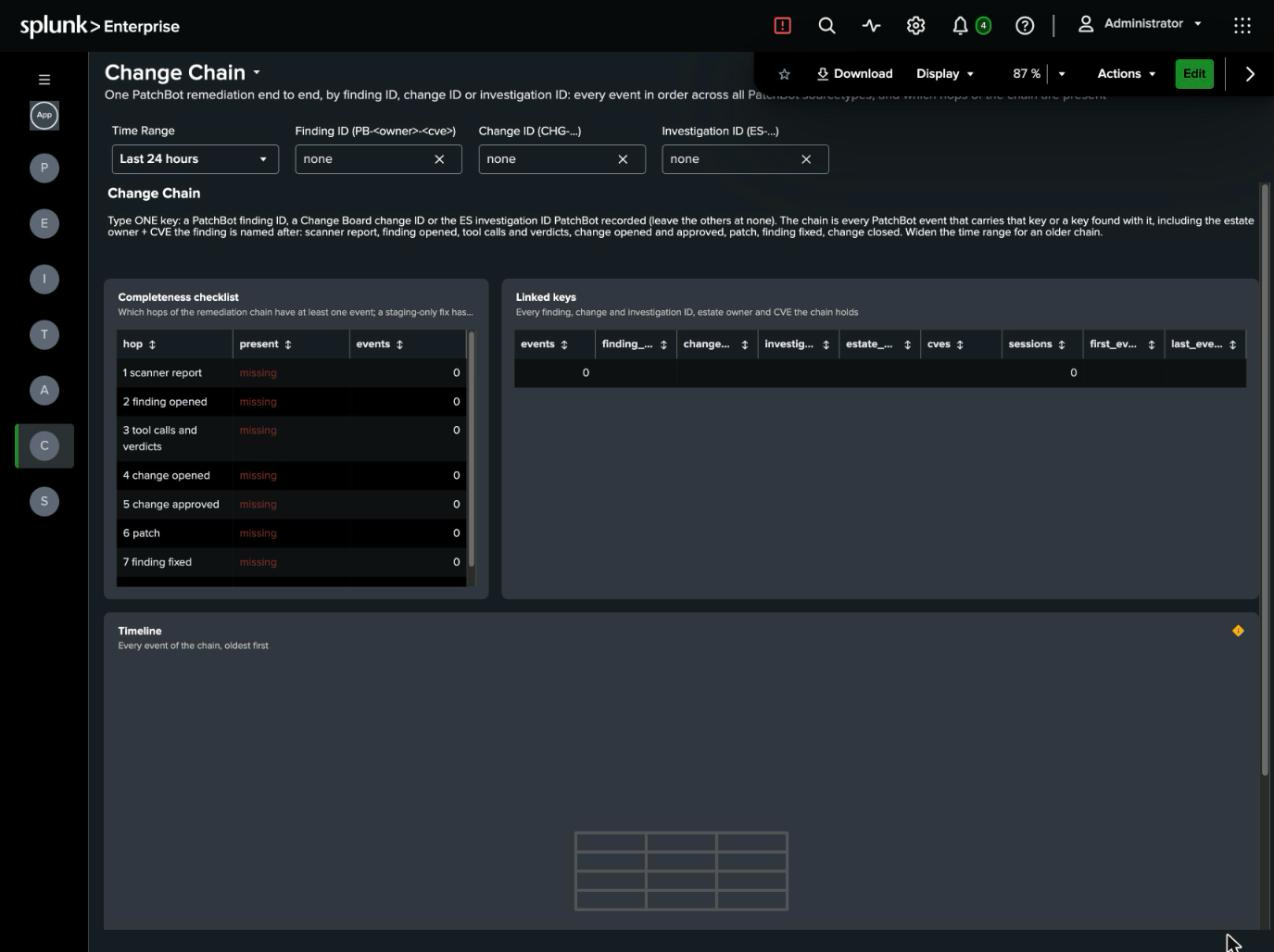 splunk> Enterprise
4
Administrator
Change Chain
Download Display 87 % Actions Edit
One PatchBot remediation end to end, by finding ID, change ID or investigation ID: every event in order across all PatchBot sourcetypes, and which hops of the chain are present
App
P
E
I
T
A
C
S
Time Range Finding ID (PB-<owner>-<cve>) Change ID (CHG-...) Investigation ID (ES-...)
Last 24 hours none none none
Change Chain
Type ONE key: a PatchBot finding ID, a Change Board change ID or the ES investigation ID PatchBot recorded (leave the others at none). The chain is every PatchBot event that carries that key or a key found with it, including the estate
owner + CVE the finding is named after: scanner report, finding opened, tool calls and verdicts, change opened and approved, patch, finding fixed, change closed. Widen the time range for an older chain.
Completeness checklist
Which hops of the remediation chain have at least one event; a staging-only fix has...
hop present events
1 scanner report missing 0
2 finding opened missing 0
3 tool calls and missing 0
verdicts
4 change opened missing 0
5 change approved missing 0
6 patch missing 0
7 finding fixed missing 0
Linked keys
Every finding, change and investigation ID, estate owner and CVE the chain holds
events finding_... change... investig... estate_... cves sessions first_ev... last_eve...
0 0
Timeline
Every event of the chain, oldest first